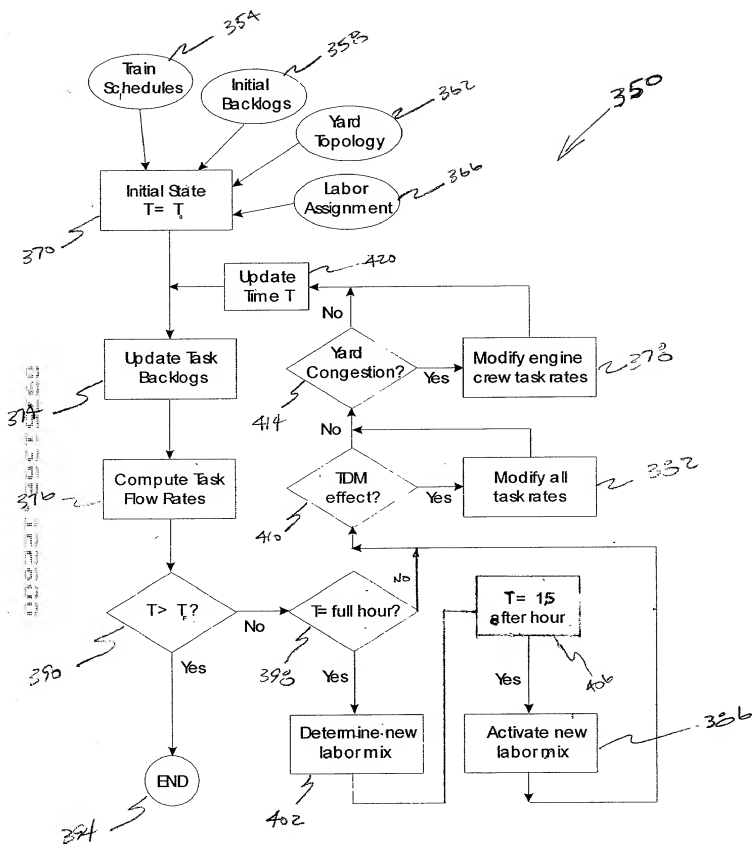 354
Train
Schedules
358
Initial
Backlogs
362
Yard
Topology
350
366
Labor
Assignment
Initial State
T= T₀
370
420
Update
Time T
No
Yard
Congestion?
Yes
Modify engine
crew task rates
378
414
Update Task
Backlogs
374
No
TDM
effect?
Yes
Modify all
task rates
382
410
Compute Task
Flow Rates
376
No
T> T_F?
No
T= full hour?
T= 15
after hour
390
Yes
398
Yes
406
Yes
Determine new
labor mix
Activate new
labor mix
386
END
402
394